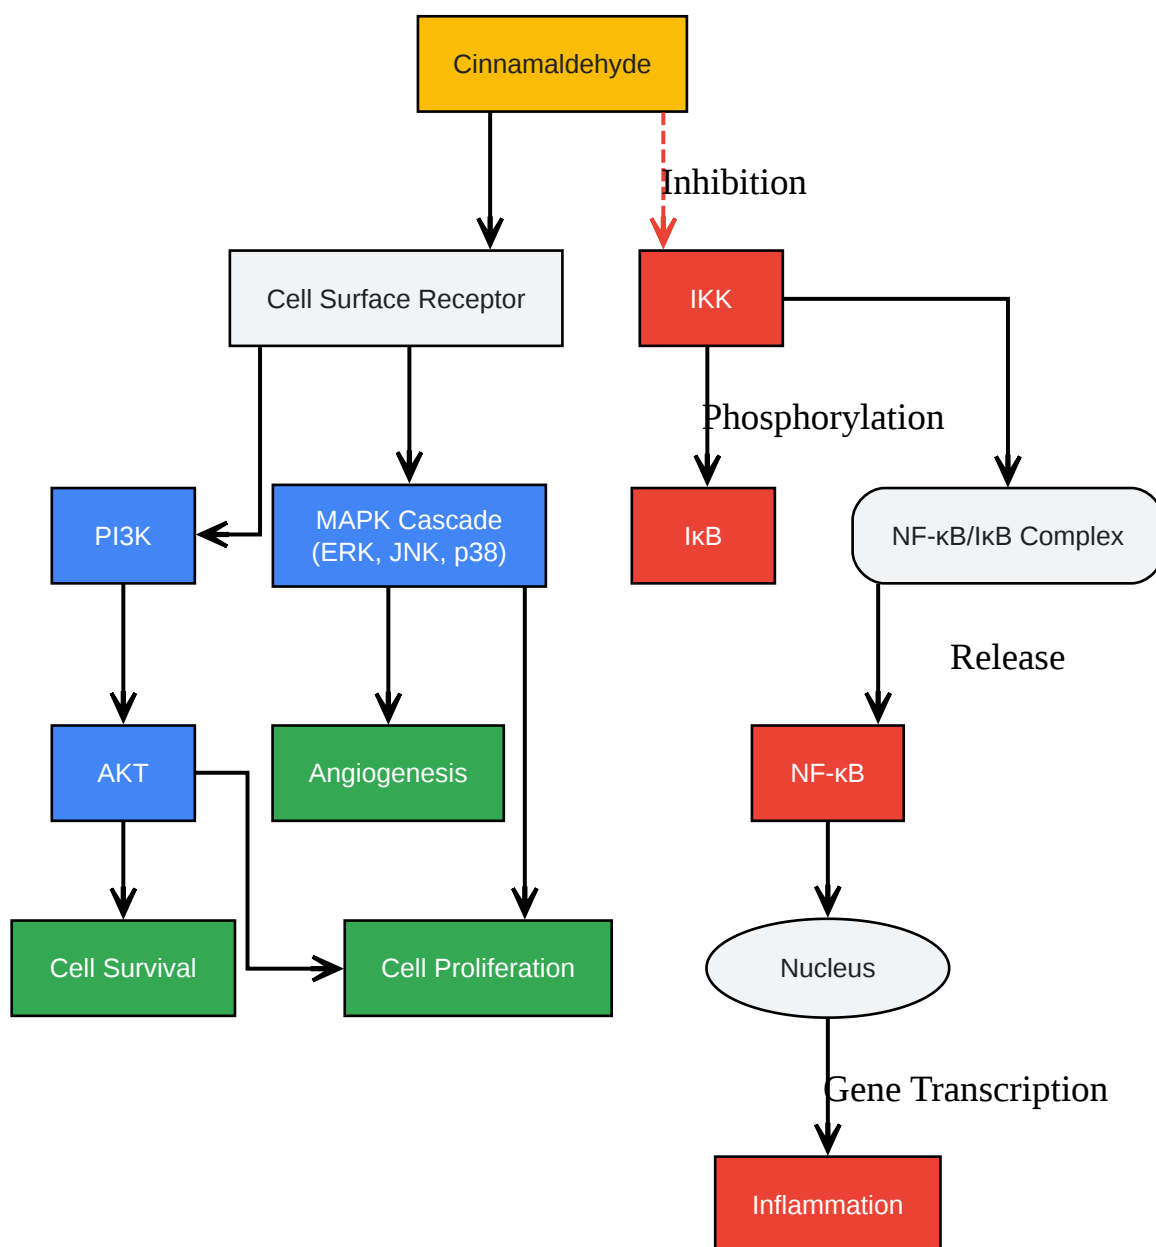 Cinnamaldehyde
Inhibition
Cell Surface Receptor
IKK
Phosphorylation
PI3K
MAPK Cascade
(ERK, JNK, p38)
IκB
NF-κB/IκB Complex
Release
AKT
Angiogenesis
NF-κB
Cell Survival
Cell Proliferation
Nucleus
Gene Transcription
Inflammation